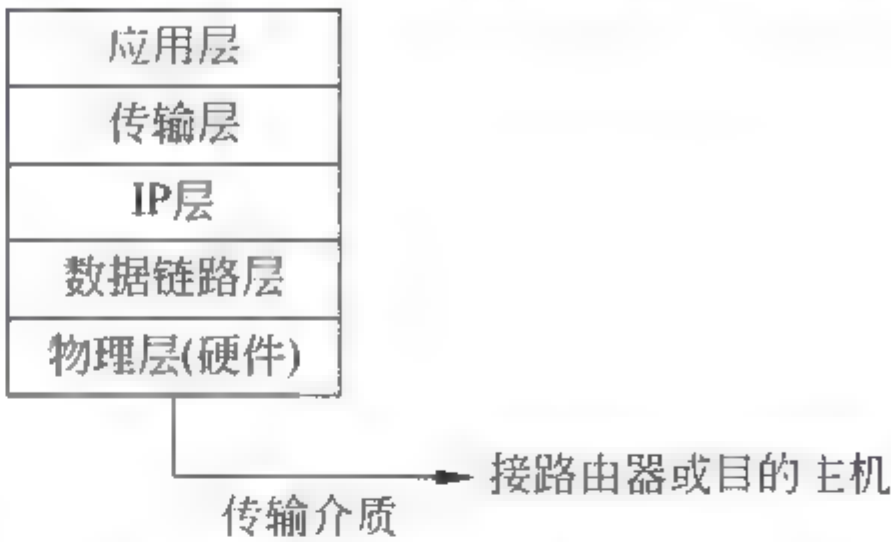 应用层
传输层
IP层
数据链路层
物理层(硬件)
接路由器或目的主机
传输介质